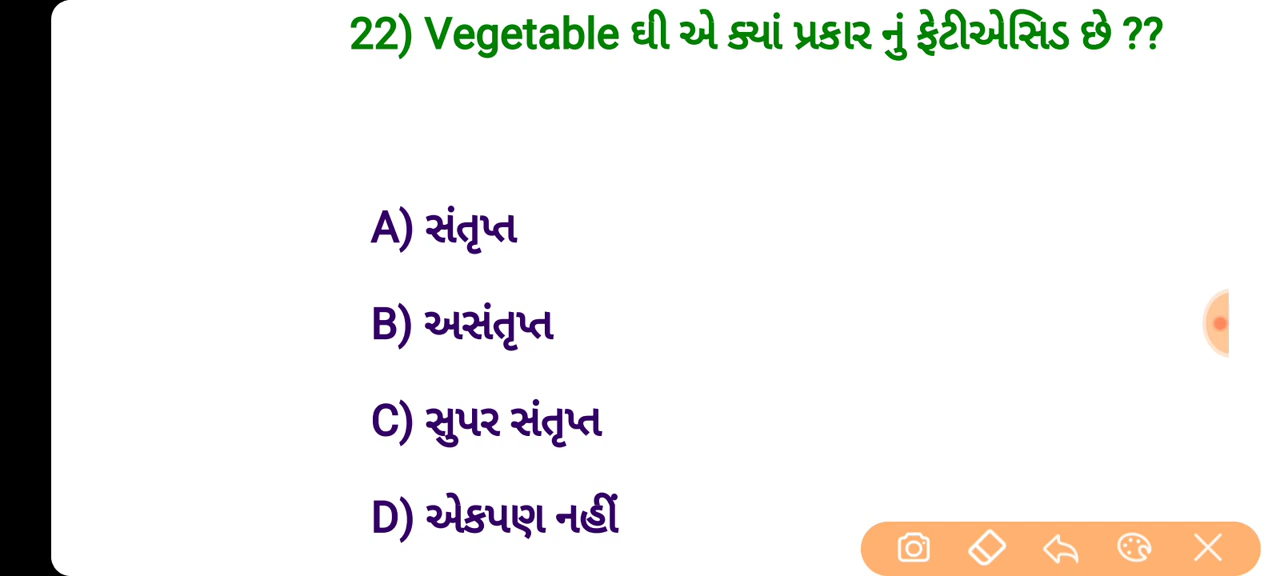 22) Vegetable ઘી એ ક્યાં પ્રકાર નું ફેટીએસિડ છે ??
A) સંતૃપ્ત
B) અસંતૃપ્ત
C) સુપર સંતૃપ્ત
D) એકપણ નહીં